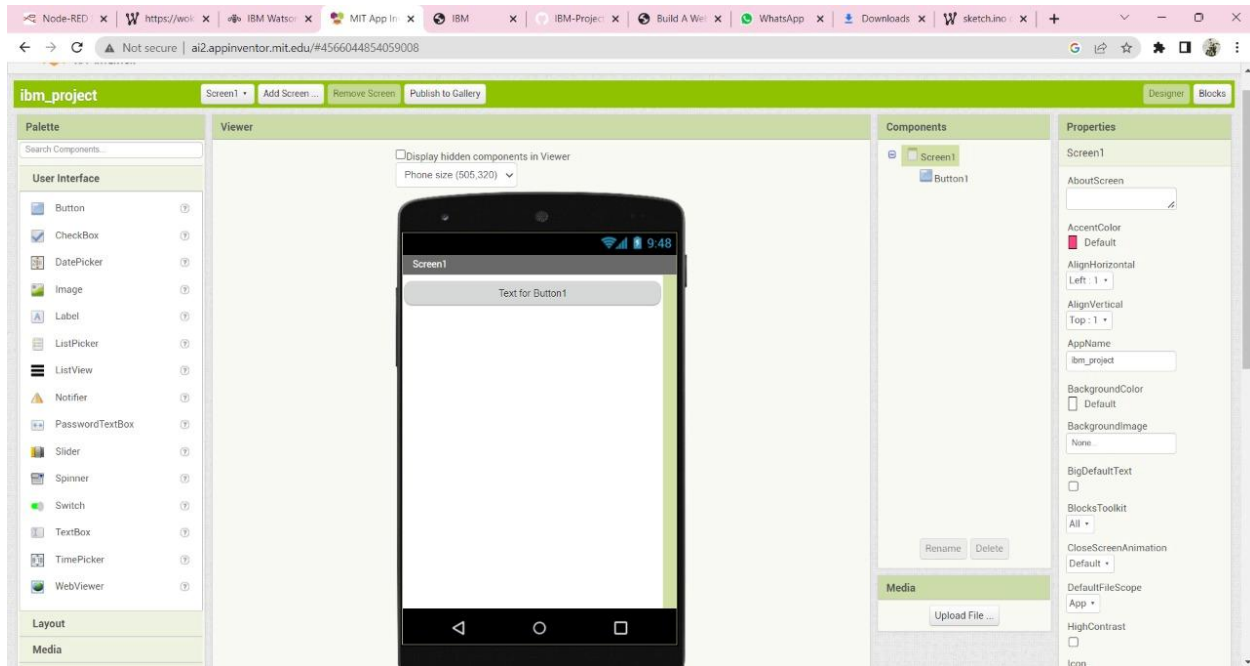 Node-RED
https://wok
IBM Watson
MIT App In
IBM
IBM-Project
Build A We
WhatsApp
Downloads
sketch.ino
Not secure | ai2.appinventor.mit.edu/#4566044854059008
ibm_project
Screen1
Add Screen ...
Remove Screen
Publish to Gallery
Designer
Blocks
Palette
Search Components...
User Interface
Button
CheckBox
DatePicker
Image
Label
ListPicker
ListView
Notifier
PasswordTextBox
Slider
Spinner
Switch
TextBox
TimePicker
WebViewer
Layout
Media
Viewer
Display hidden components in Viewer
Phone size (505,320)
9:48
Screen1
Text for Button1
Components
Screen1
Button1
Rename
Delete
Media
Upload File ...
Properties
Screen1
AboutScreen
AccentColor
Default
AlignHorizontal
Left : 1
AlignVertical
Top : 1
AppName
ibm_project
BackgroundColor
Default
BackgroundImage
None...
BigDefaultText
BlocksToolkit
All
CloseScreenAnimation
Default
DefaultFileScope
App
HighContrast
Icon